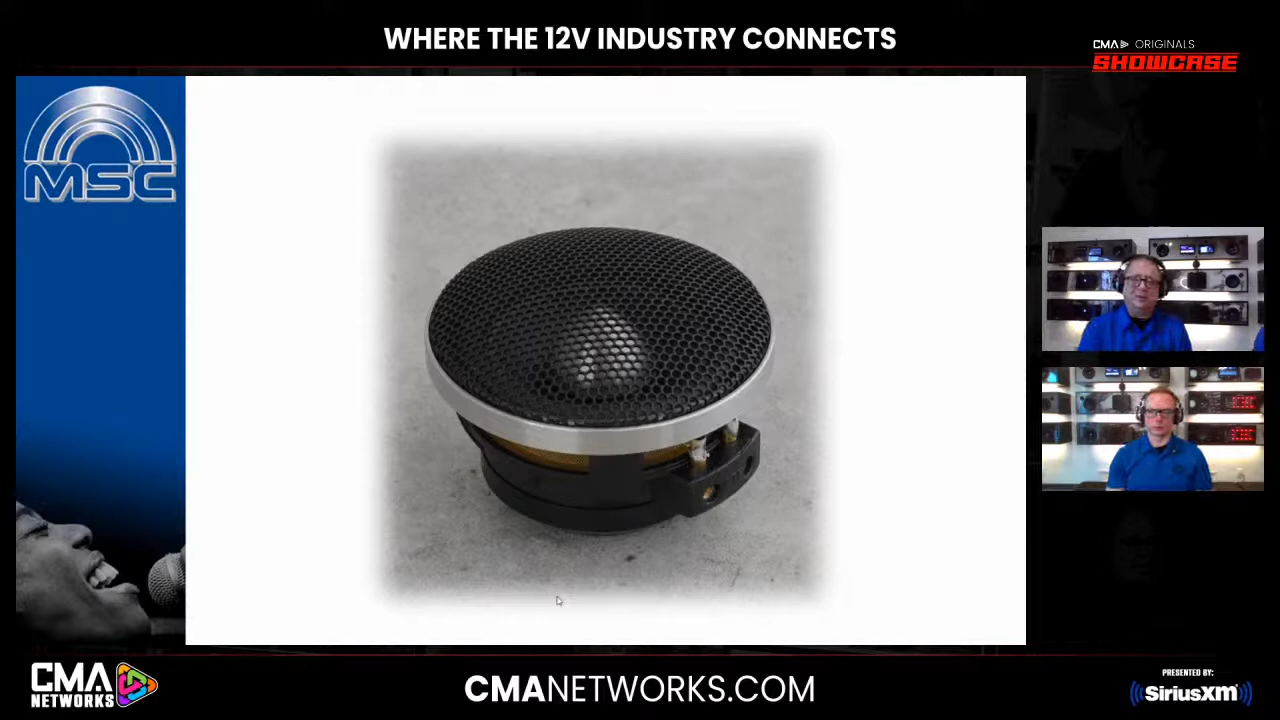 WHERE THE 12V INDUSTRY CONNECTS
CMA ORIGINALS
SHOWCASE
MSC
CMA
NETWORKS
CMANETWORKS.COM
PRESENTED BY:
SiriusXM